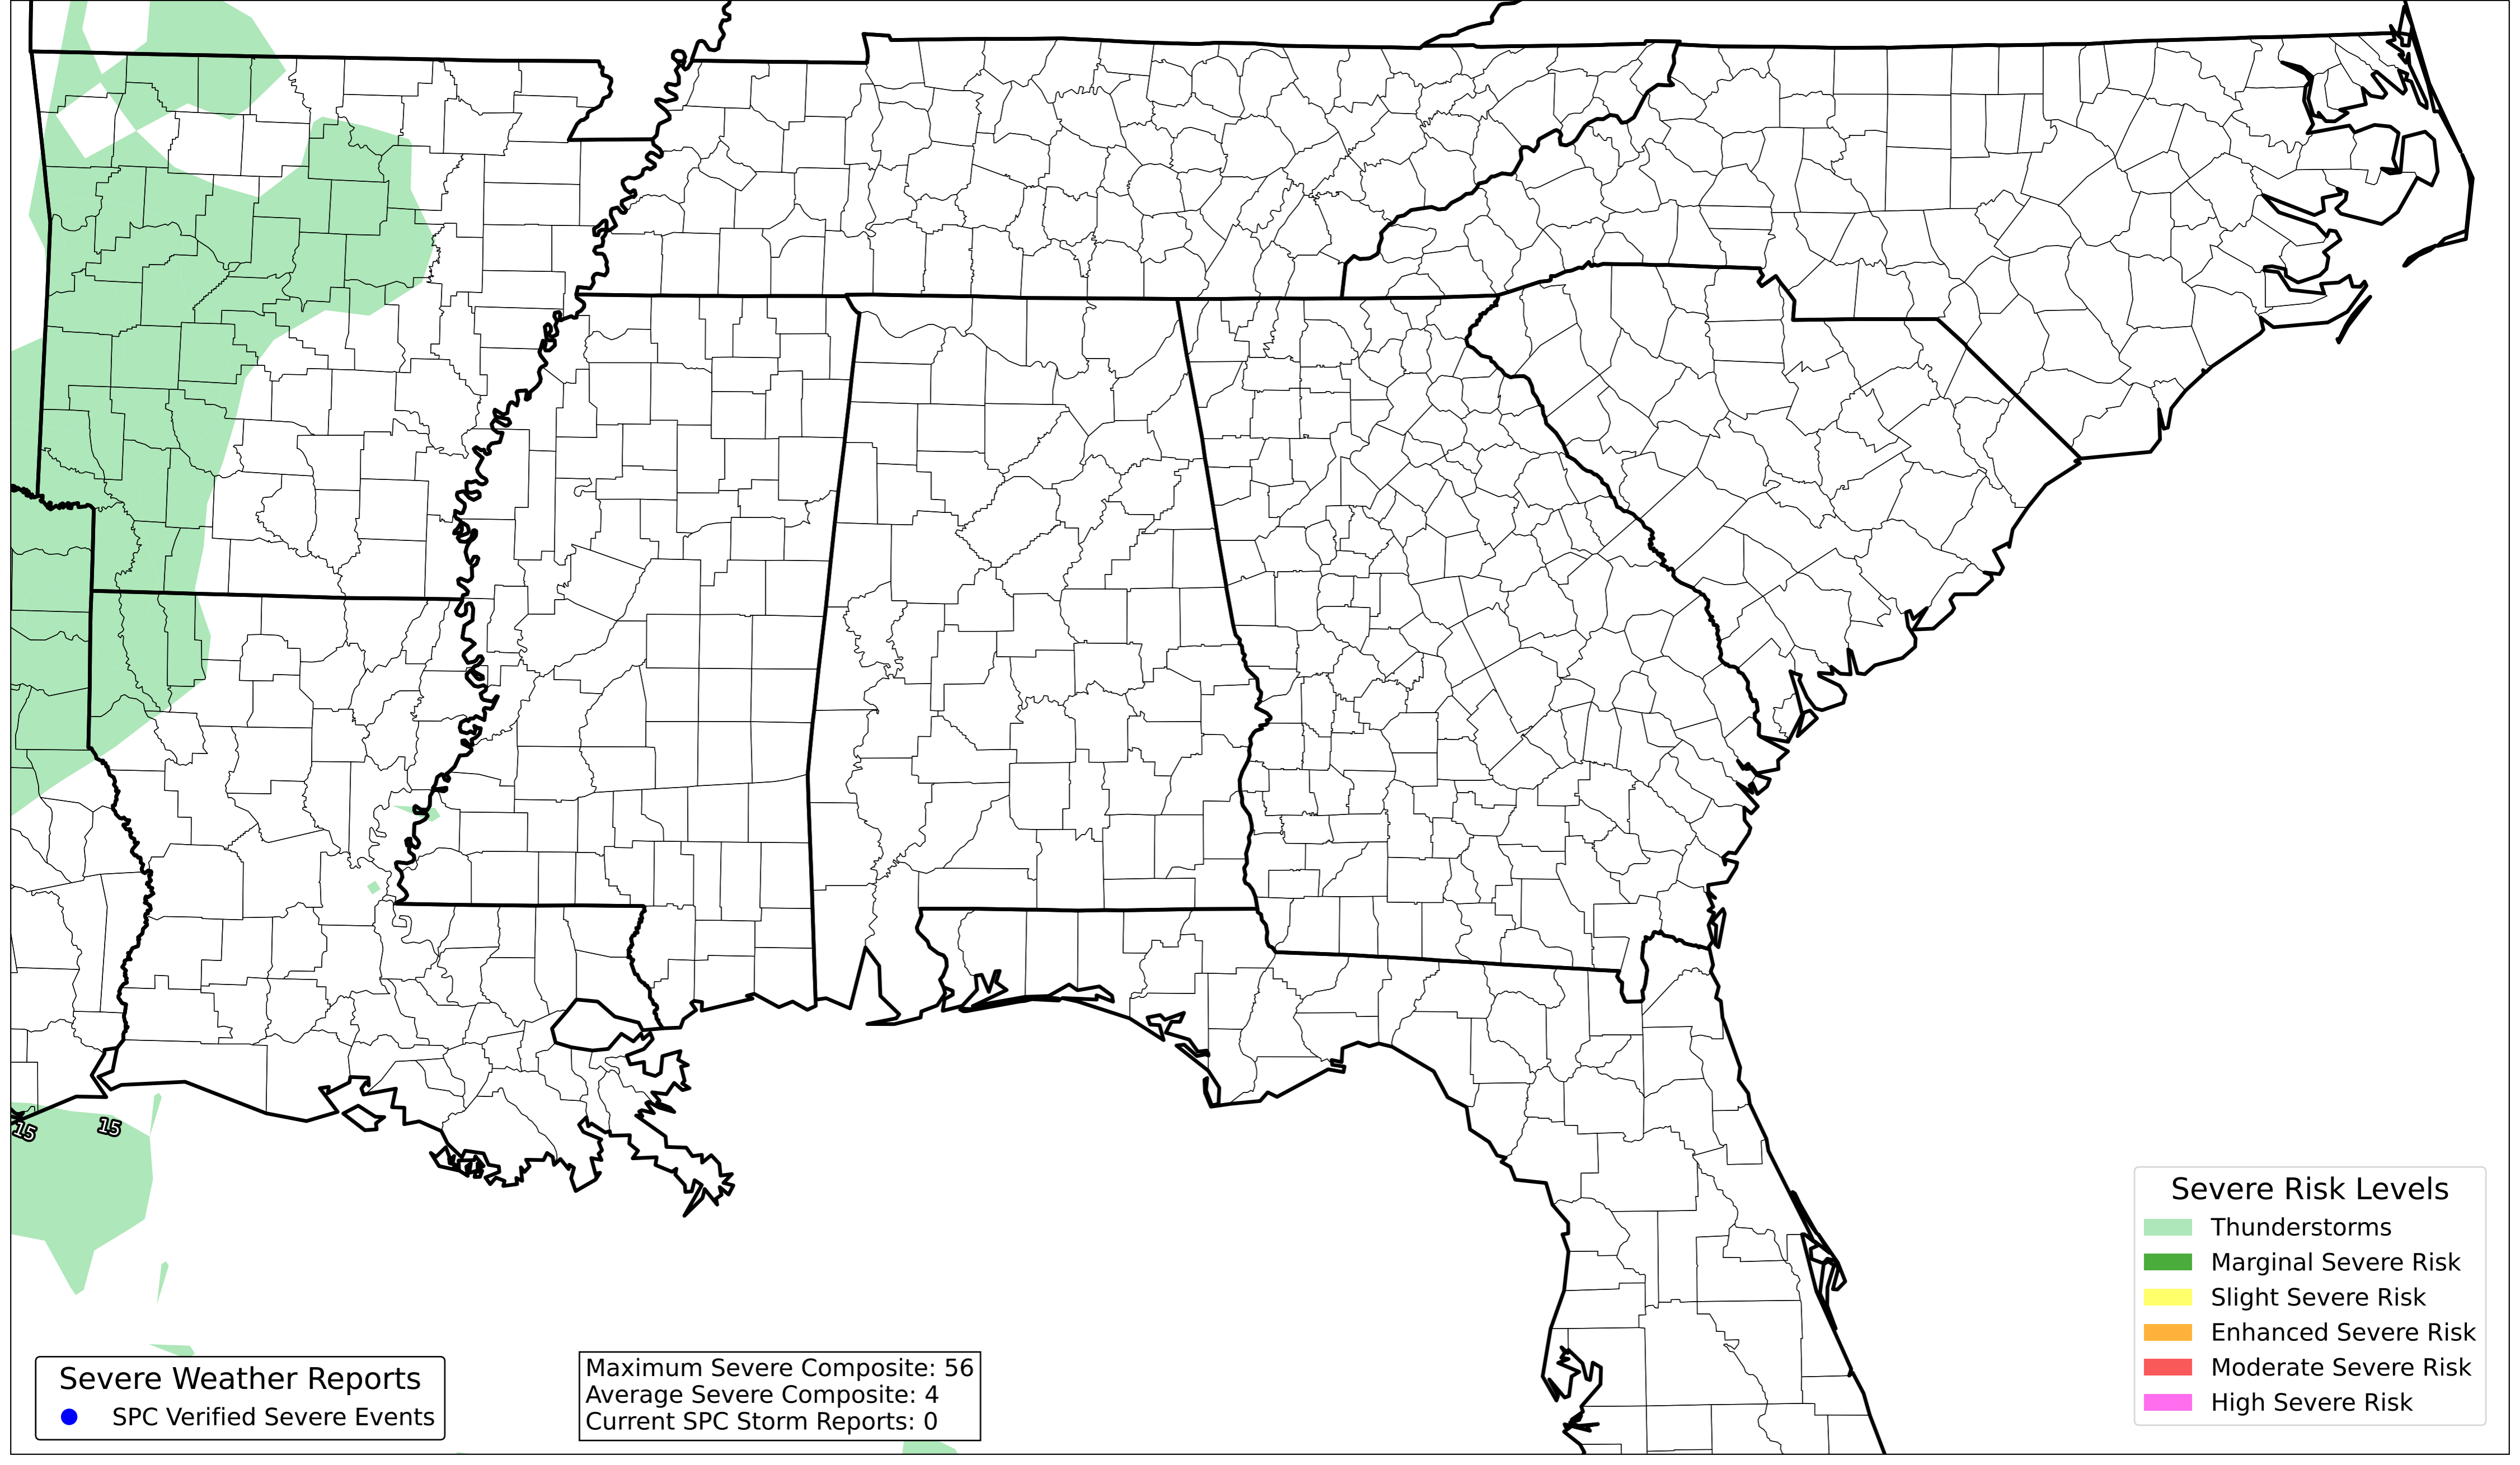 15
15
Severe Weather Reports
SPC Verified Severe Events
Maximum Severe Composite: 56
Average Severe Composite: 4
Current SPC Storm Reports: 0
Severe Risk Levels
Thunderstorms
Marginal Severe Risk
Slight Severe Risk
Enhanced Severe Risk
Moderate Severe Risk
High Severe Risk